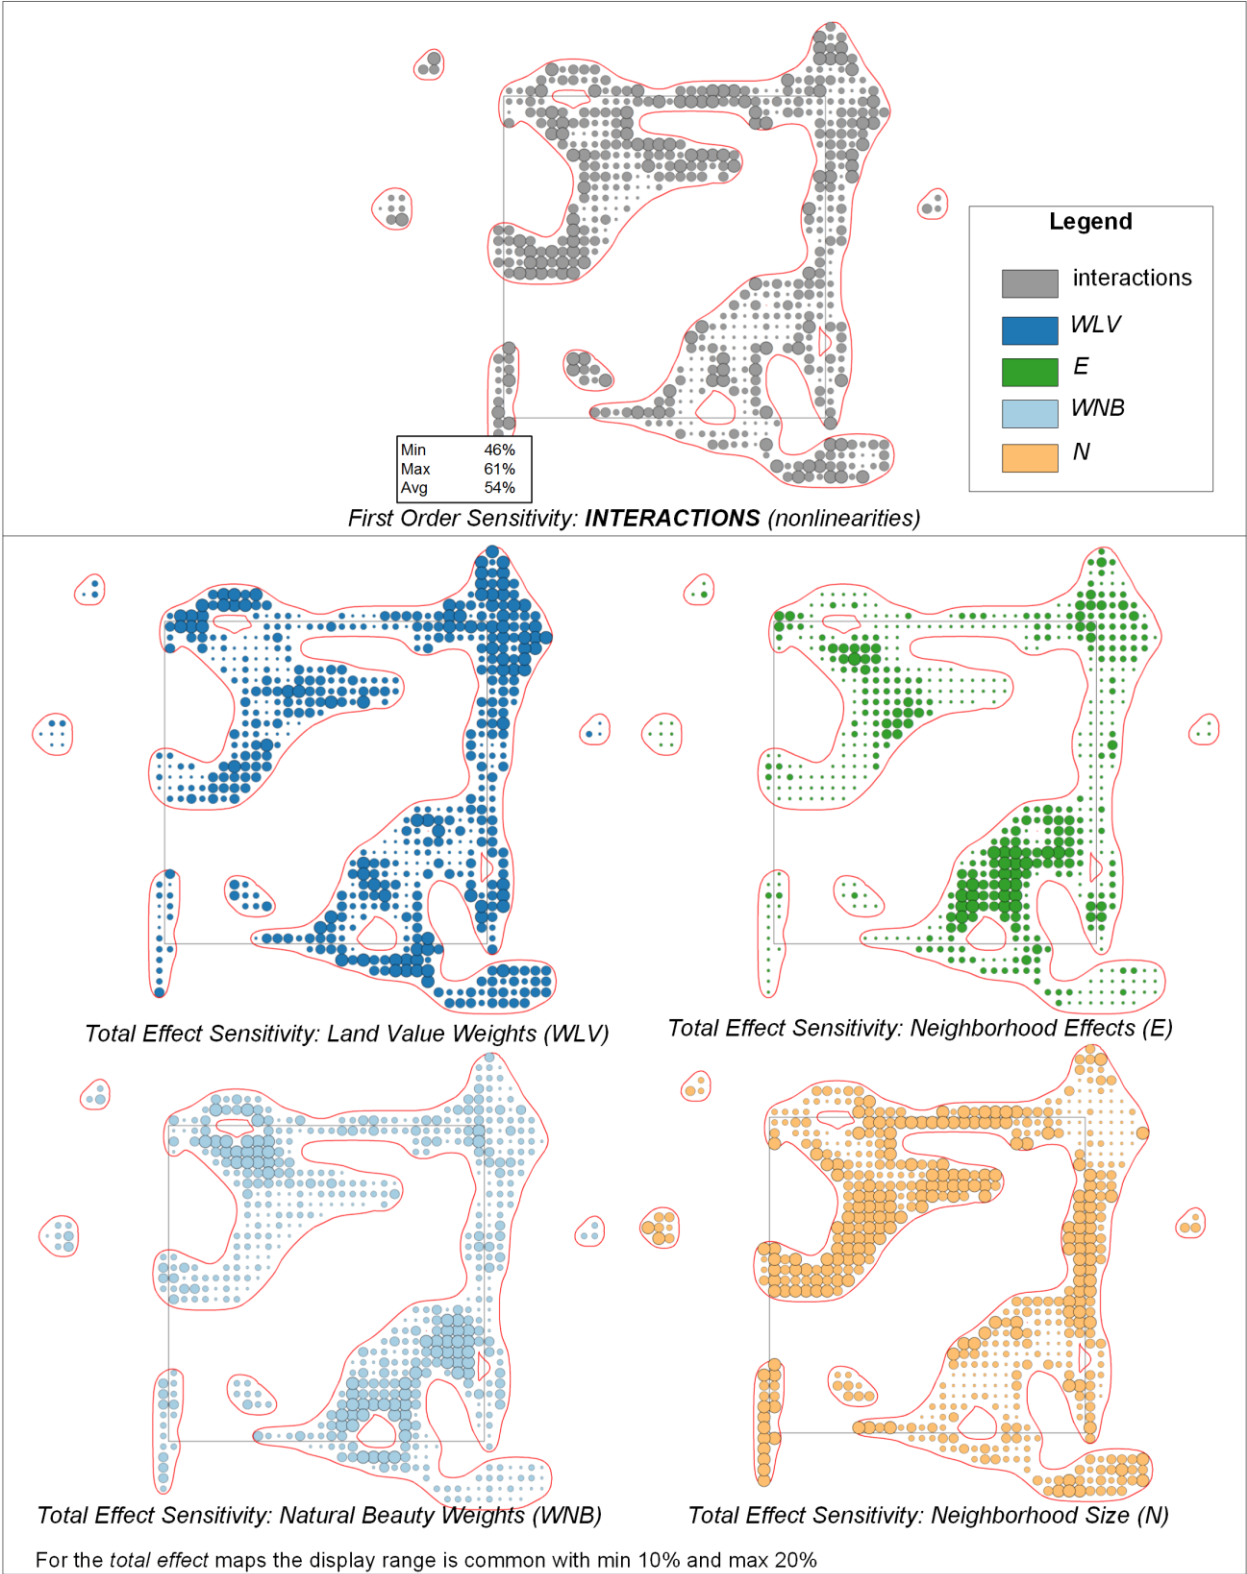 Legend
interactions
WLV
E
WNB
N
Min 46%
Max 61%
Avg 54%
First Order Sensitivity: INTERACTIONS (nonlinearities)
Total Effect Sensitivity: Land Value Weights (WLV)
Total Effect Sensitivity: Neighborhood Effects (E)
Total Effect Sensitivity: Natural Beauty Weights (WNB)
Total Effect Sensitivity: Neighborhood Size (N)
For the total effect maps the display range is common with min 10% and max 20%